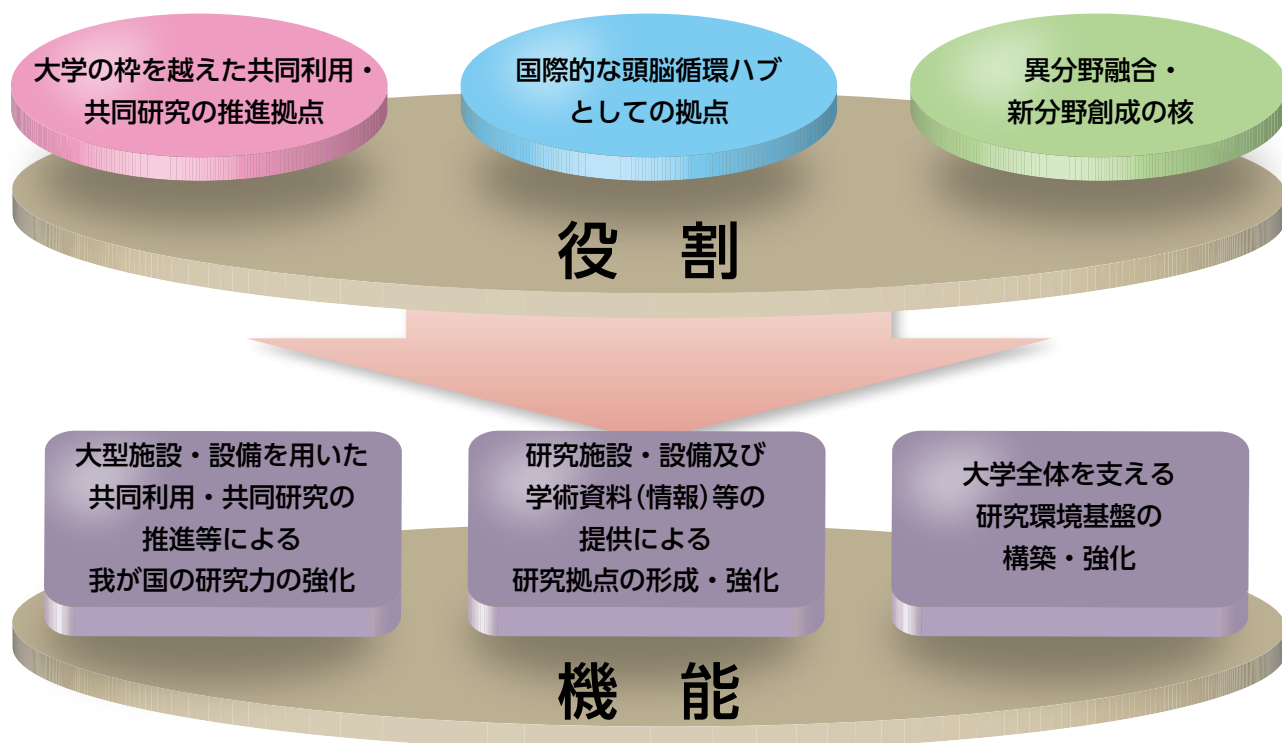 大学の枠を越えた共同利用・
共同研究の推進拠点
国際的な頭脳循環ハブ
としての拠点
異分野融合・
新分野創成の核
役　割
大型施設・設備を用いた
共同利用・共同研究の
推進等による
我が国の研究力の強化
研究施設・設備及び
学術資料(情報)等の
提供による
研究拠点の形成・強化
大学全体を支える
研究環境基盤の
構築・強化
機　能